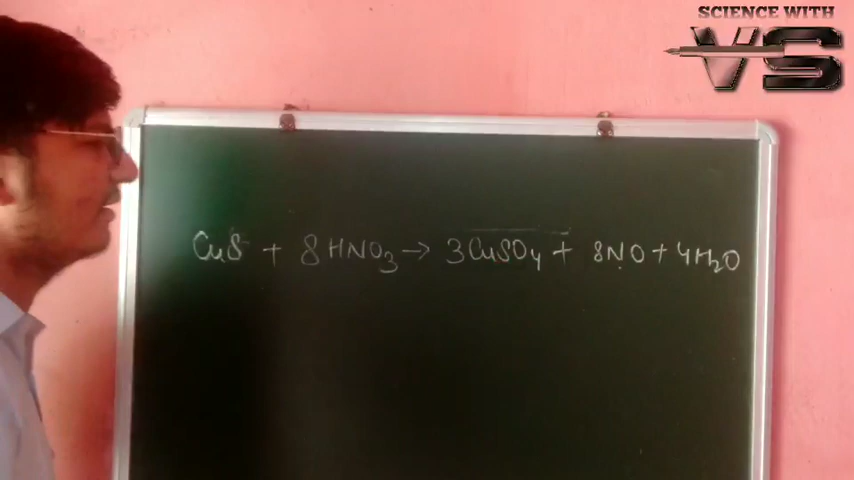 SCIENCE WITH
VS
CuS + 8HNO₃ → 3CuSO₄ + 8NO + 4H₂O